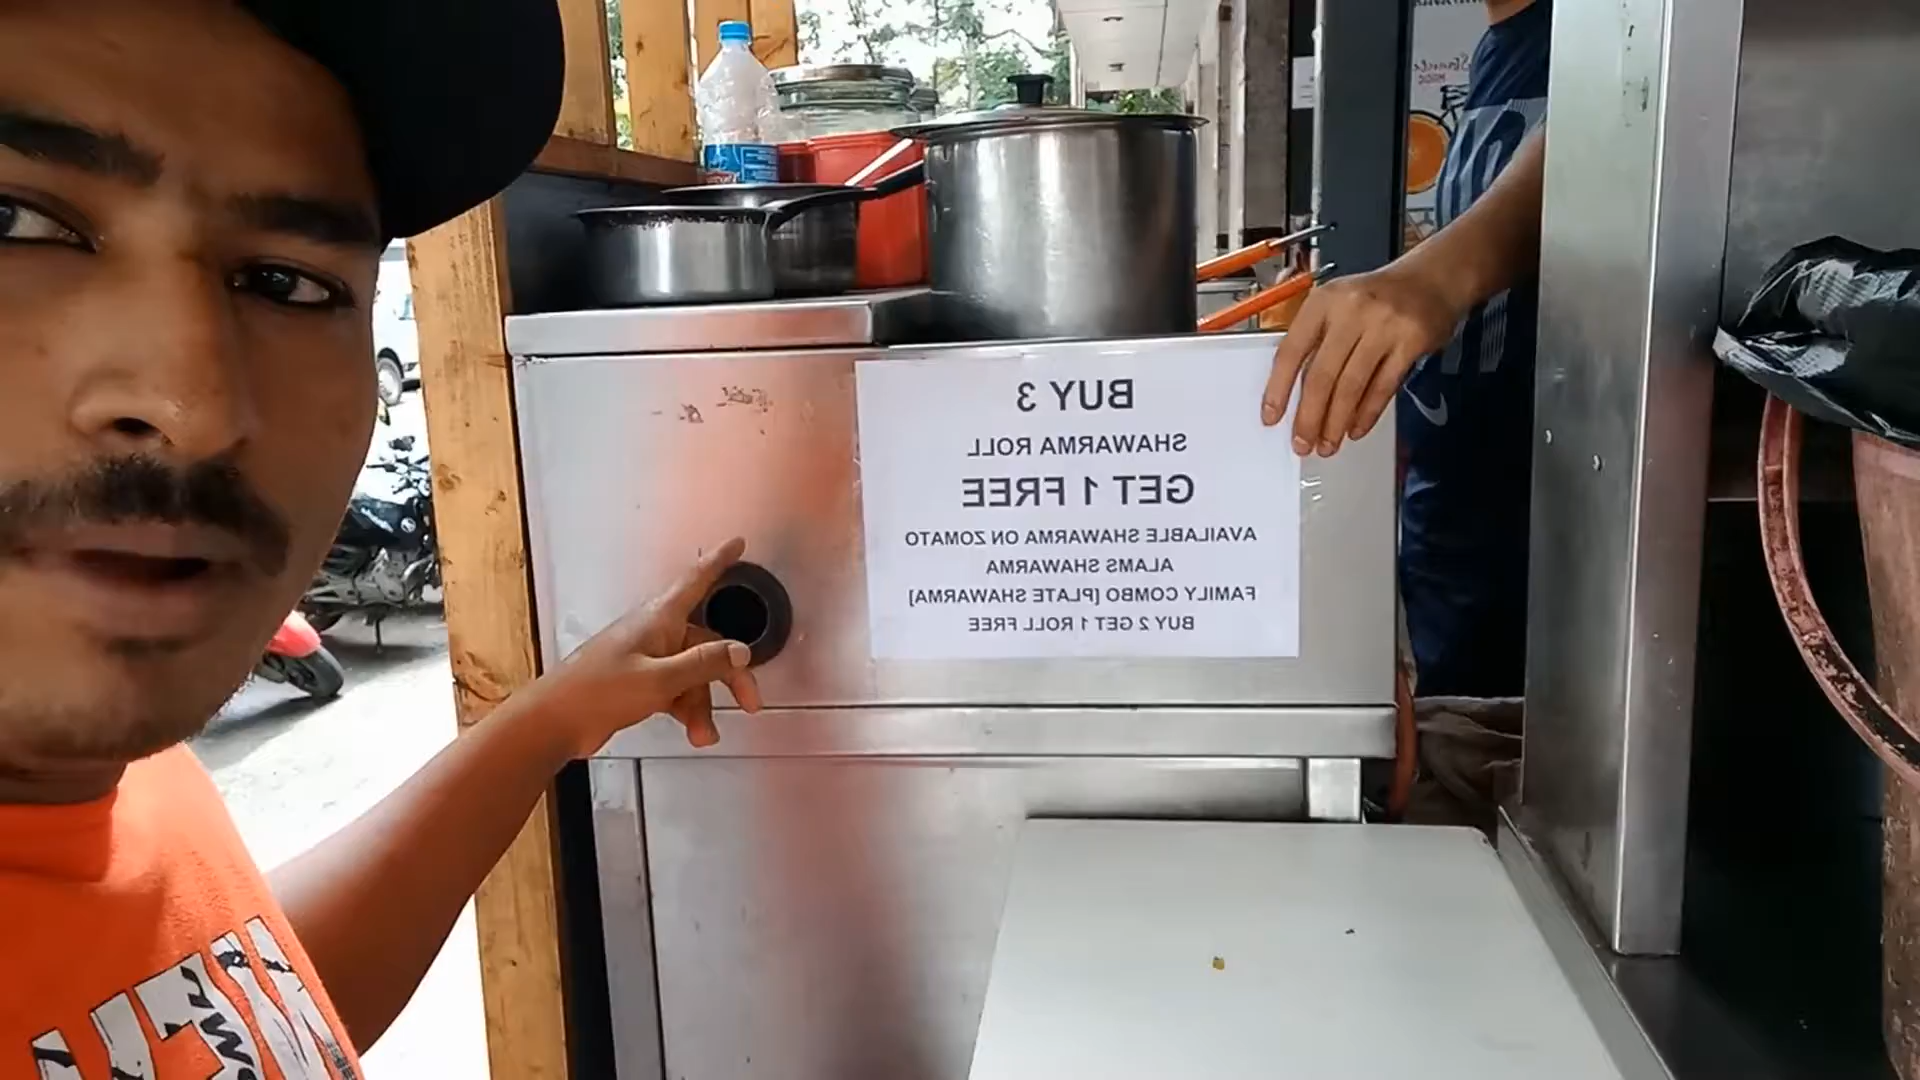 BUY 3
SHAWARMA ROLL
GET 1 FREE
AVAILABLE SHAWARMA ON ZOMATO
ALAMS SHAWARMA
FAMILY COMBO [PLATE SHAWARMA]
BUY 2 GET 1 ROLL FREE